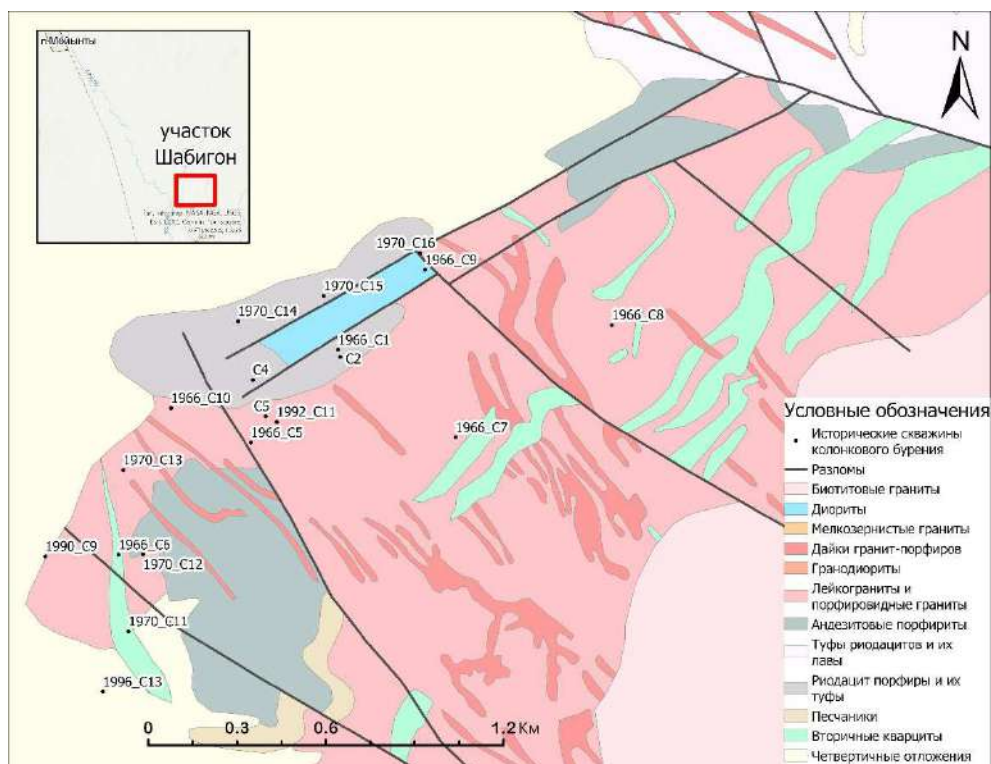 п. Мойынты
участок
Шабигон
N
1970_C16
1966_C9
1970_C15
1970_C14
1966_C8
1966_C1
C2
C4
1966_C10
C5
1992_C11
1966_C5
1966_C7
1970_C13
1990_C9
1966_C6
1970_C12
1970_C11
1996_C13
0
0.3
0.6
1.2 Км
Условные обозначения
Исторические скважины
колонкового бурения
Разломы
Биотитовые граниты
Диориты
Мелкозернистые граниты
Дайки гранит-порфиров
Гранодиориты
Лейкограниты и
порфировидные граниты
Андезитовые порфириты
Туфы риодацитов и их
лавы
Риодацит порфиры и их
туфы
Песчаники
Вторичные кварциты
Четвертичные отложения